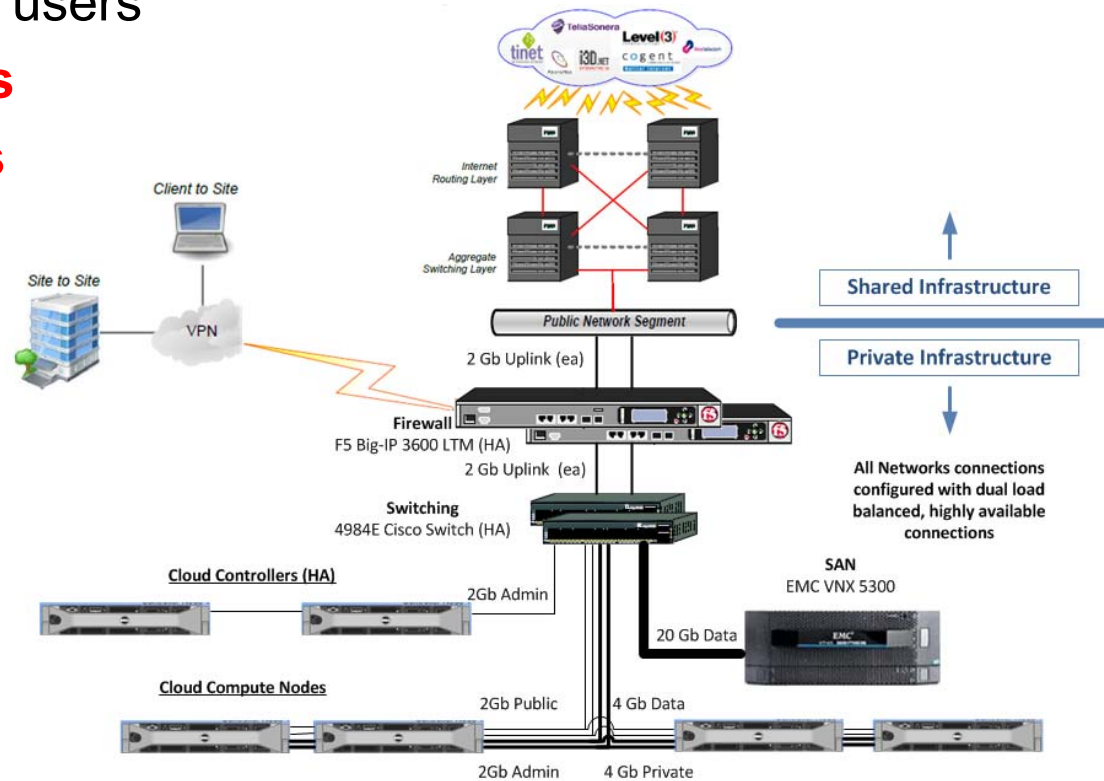 users
s
s
TeliaSonera
Level(3)
tinet
i3D.NET
cogent
Internet
Routing Layer
Client to Site
Aggregate
Switching Layer
Site to Site
Shared Infrastructure
VPN
Public Network Segment
2 Gb Uplink (ea)
Private Infrastructure
Firewall
F5 Big-IP 3600 LTM (HA)
f5
f5
2 Gb Uplink (ea)
All Networks connections
configured with dual load
balanced, highly available
connections
Switching
4984E Cisco Switch (HA)
SAN
EMC VNX 5300
Cloud Controllers (HA)
2Gb Admin
20 Gb Data
EMC²
Cloud Compute Nodes
2Gb Public
4 Gb Data
2Gb Admin
4 Gb Private